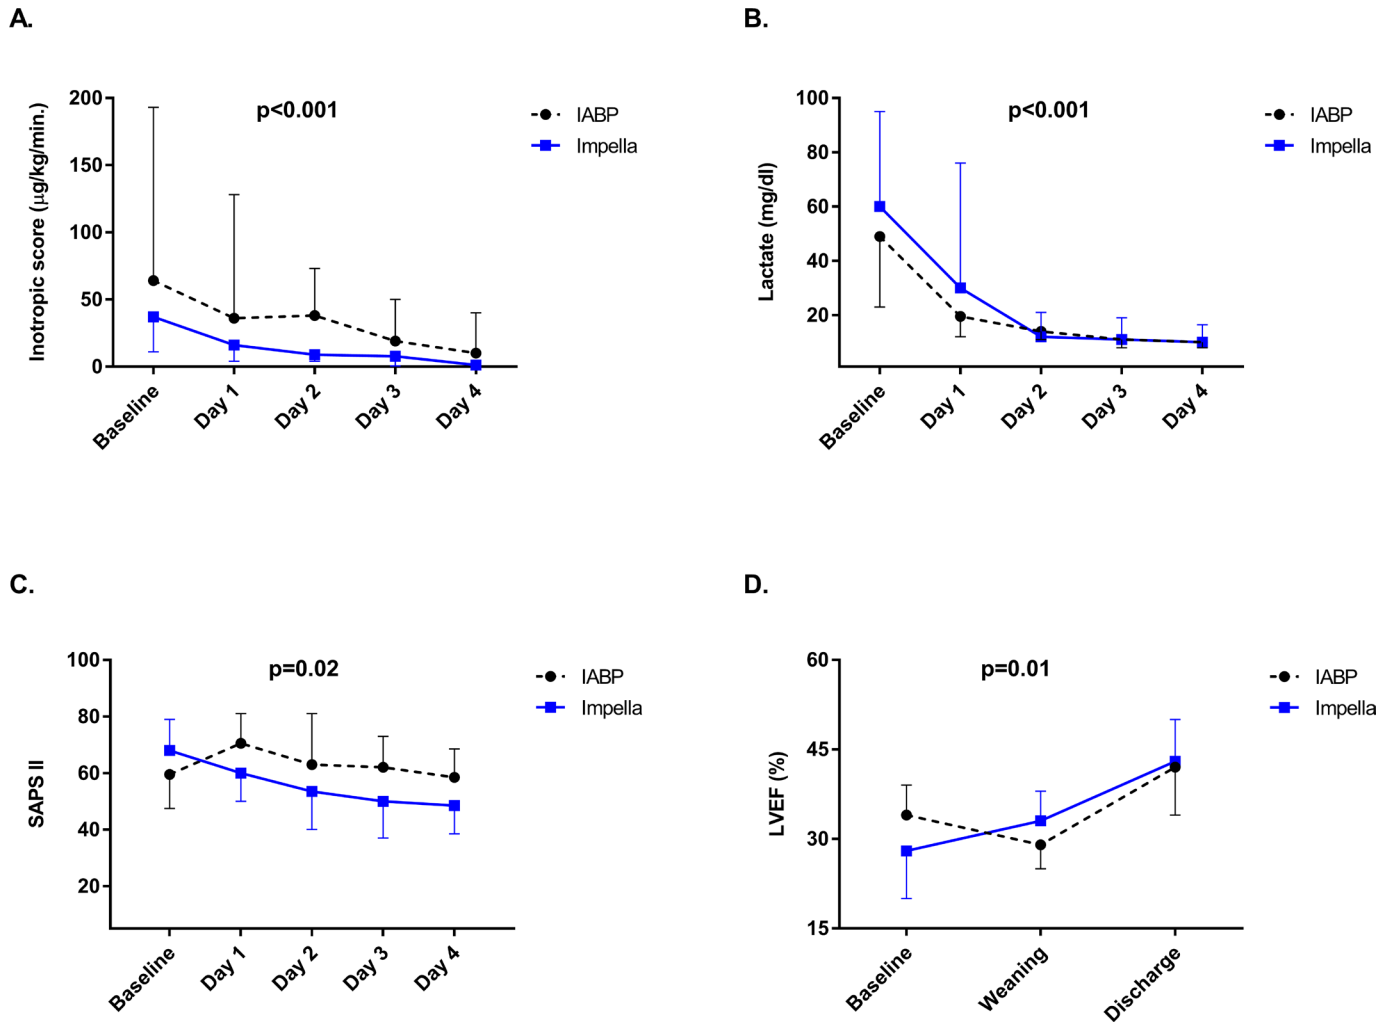 A.
p<0.001
IABP
Impella
Inotropic score (μg/kg/min.)
200
150
100
50
0
Baseline
Day 1
Day 2
Day 3
Day 4
B.
p<0.001
IABP
Impella
Lactate (mg/dl)
100
80
60
40
20
Baseline
Day 1
Day 2
Day 3
Day 4
C.
p=0.02
IABP
Impella
SAPS II
100
80
60
40
20
Baseline
Day 1
Day 2
Day 3
Day 4
D.
p=0.01
IABP
Impella
LVEF (%)
60
45
30
15
Baseline
Weaning
Discharge